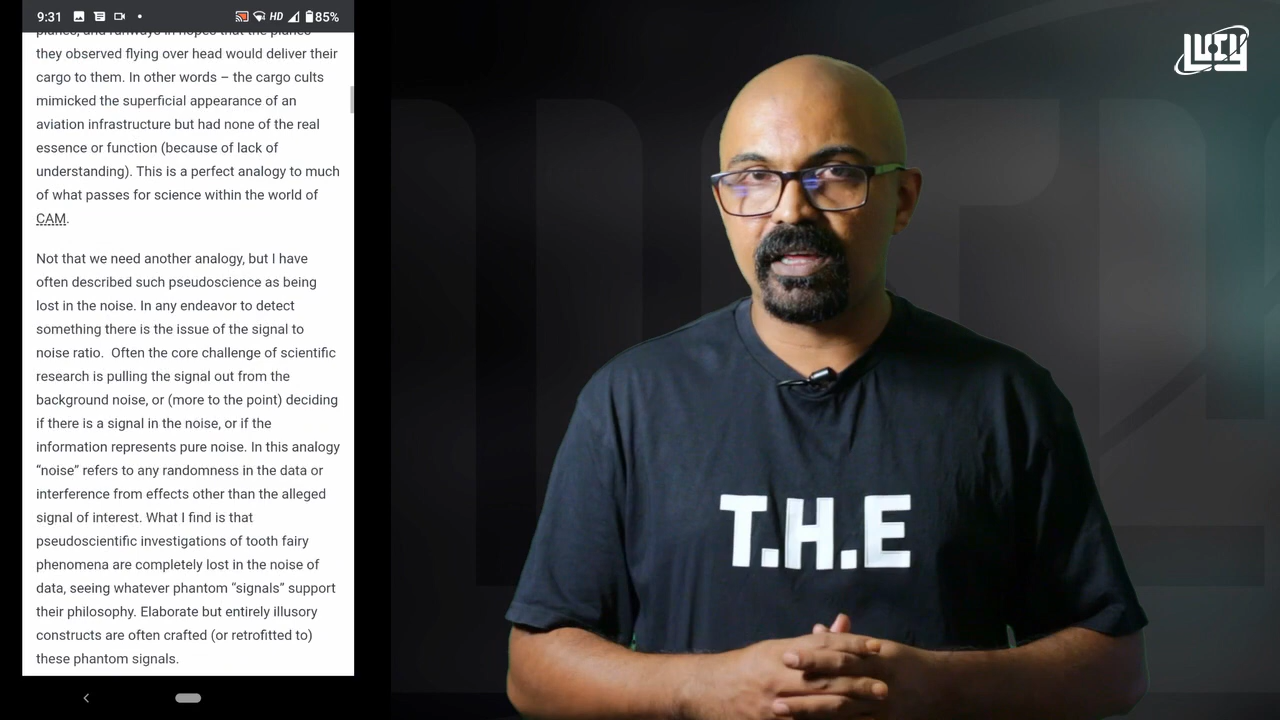 9:31
HD
85%
planes, and runways in hopes that the planes
they observed flying over head would deliver their
cargo to them. In other words – the cargo cults
mimicked the superficial appearance of an
aviation infrastructure but had none of the real
essence or function (because of lack of
understanding). This is a perfect analogy to much
of what passes for science within the world of
CAM.
Not that we need another analogy, but I have
often described such pseudoscience as being
lost in the noise. In any endeavor to detect
something there is the issue of the signal to
noise ratio.  Often the core challenge of scientific
research is pulling the signal out from the
background noise, or (more to the point) deciding
if there is a signal in the noise, or if the
information represents pure noise. In this analogy
“noise” refers to any randomness in the data or
interference from effects other than the alleged
signal of interest. What I find is that
pseudoscientific investigations of tooth fairy
phenomena are completely lost in the noise of
data, seeing whatever phantom “signals” support
their philosophy. Elaborate but entirely illusory
constructs are often crafted (or retrofitted to)
these phantom signals.
LUCY
T.H.E